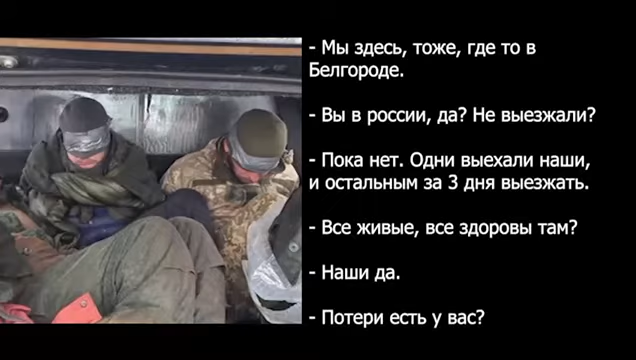 - Мы здесь, тоже, где то в
Белгороде.
- Вы в россии, да? Не выезжали?
- Пока нет. Одни выехали наши,
и остальным за 3 дня выезжать.
- Все живые, все здоровы там?
- Наши да.
- Потери есть у вас?